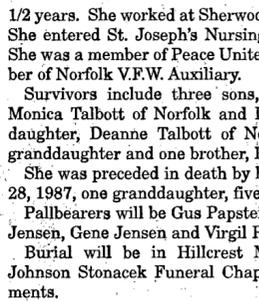 1/2 years. She worked at Sherwoo
She entered St. Joseph's Nursing
She was a member of Peace Unite
ber of Norfolk V.F.W. Auxiliary.
Survivors include three sons,
Monica Talbott of Norfolk and
daughter, Deanne Talbott of N
granddaughter and one brother,
She was preceded in death by
28, 1987, one granddaughter, five
Pallbearers will be Gus Papste
Jensen, Gene Jensen and Virgil
Burial will be in Hillcrest
Johnson Stonacek Funeral Chap
ments.